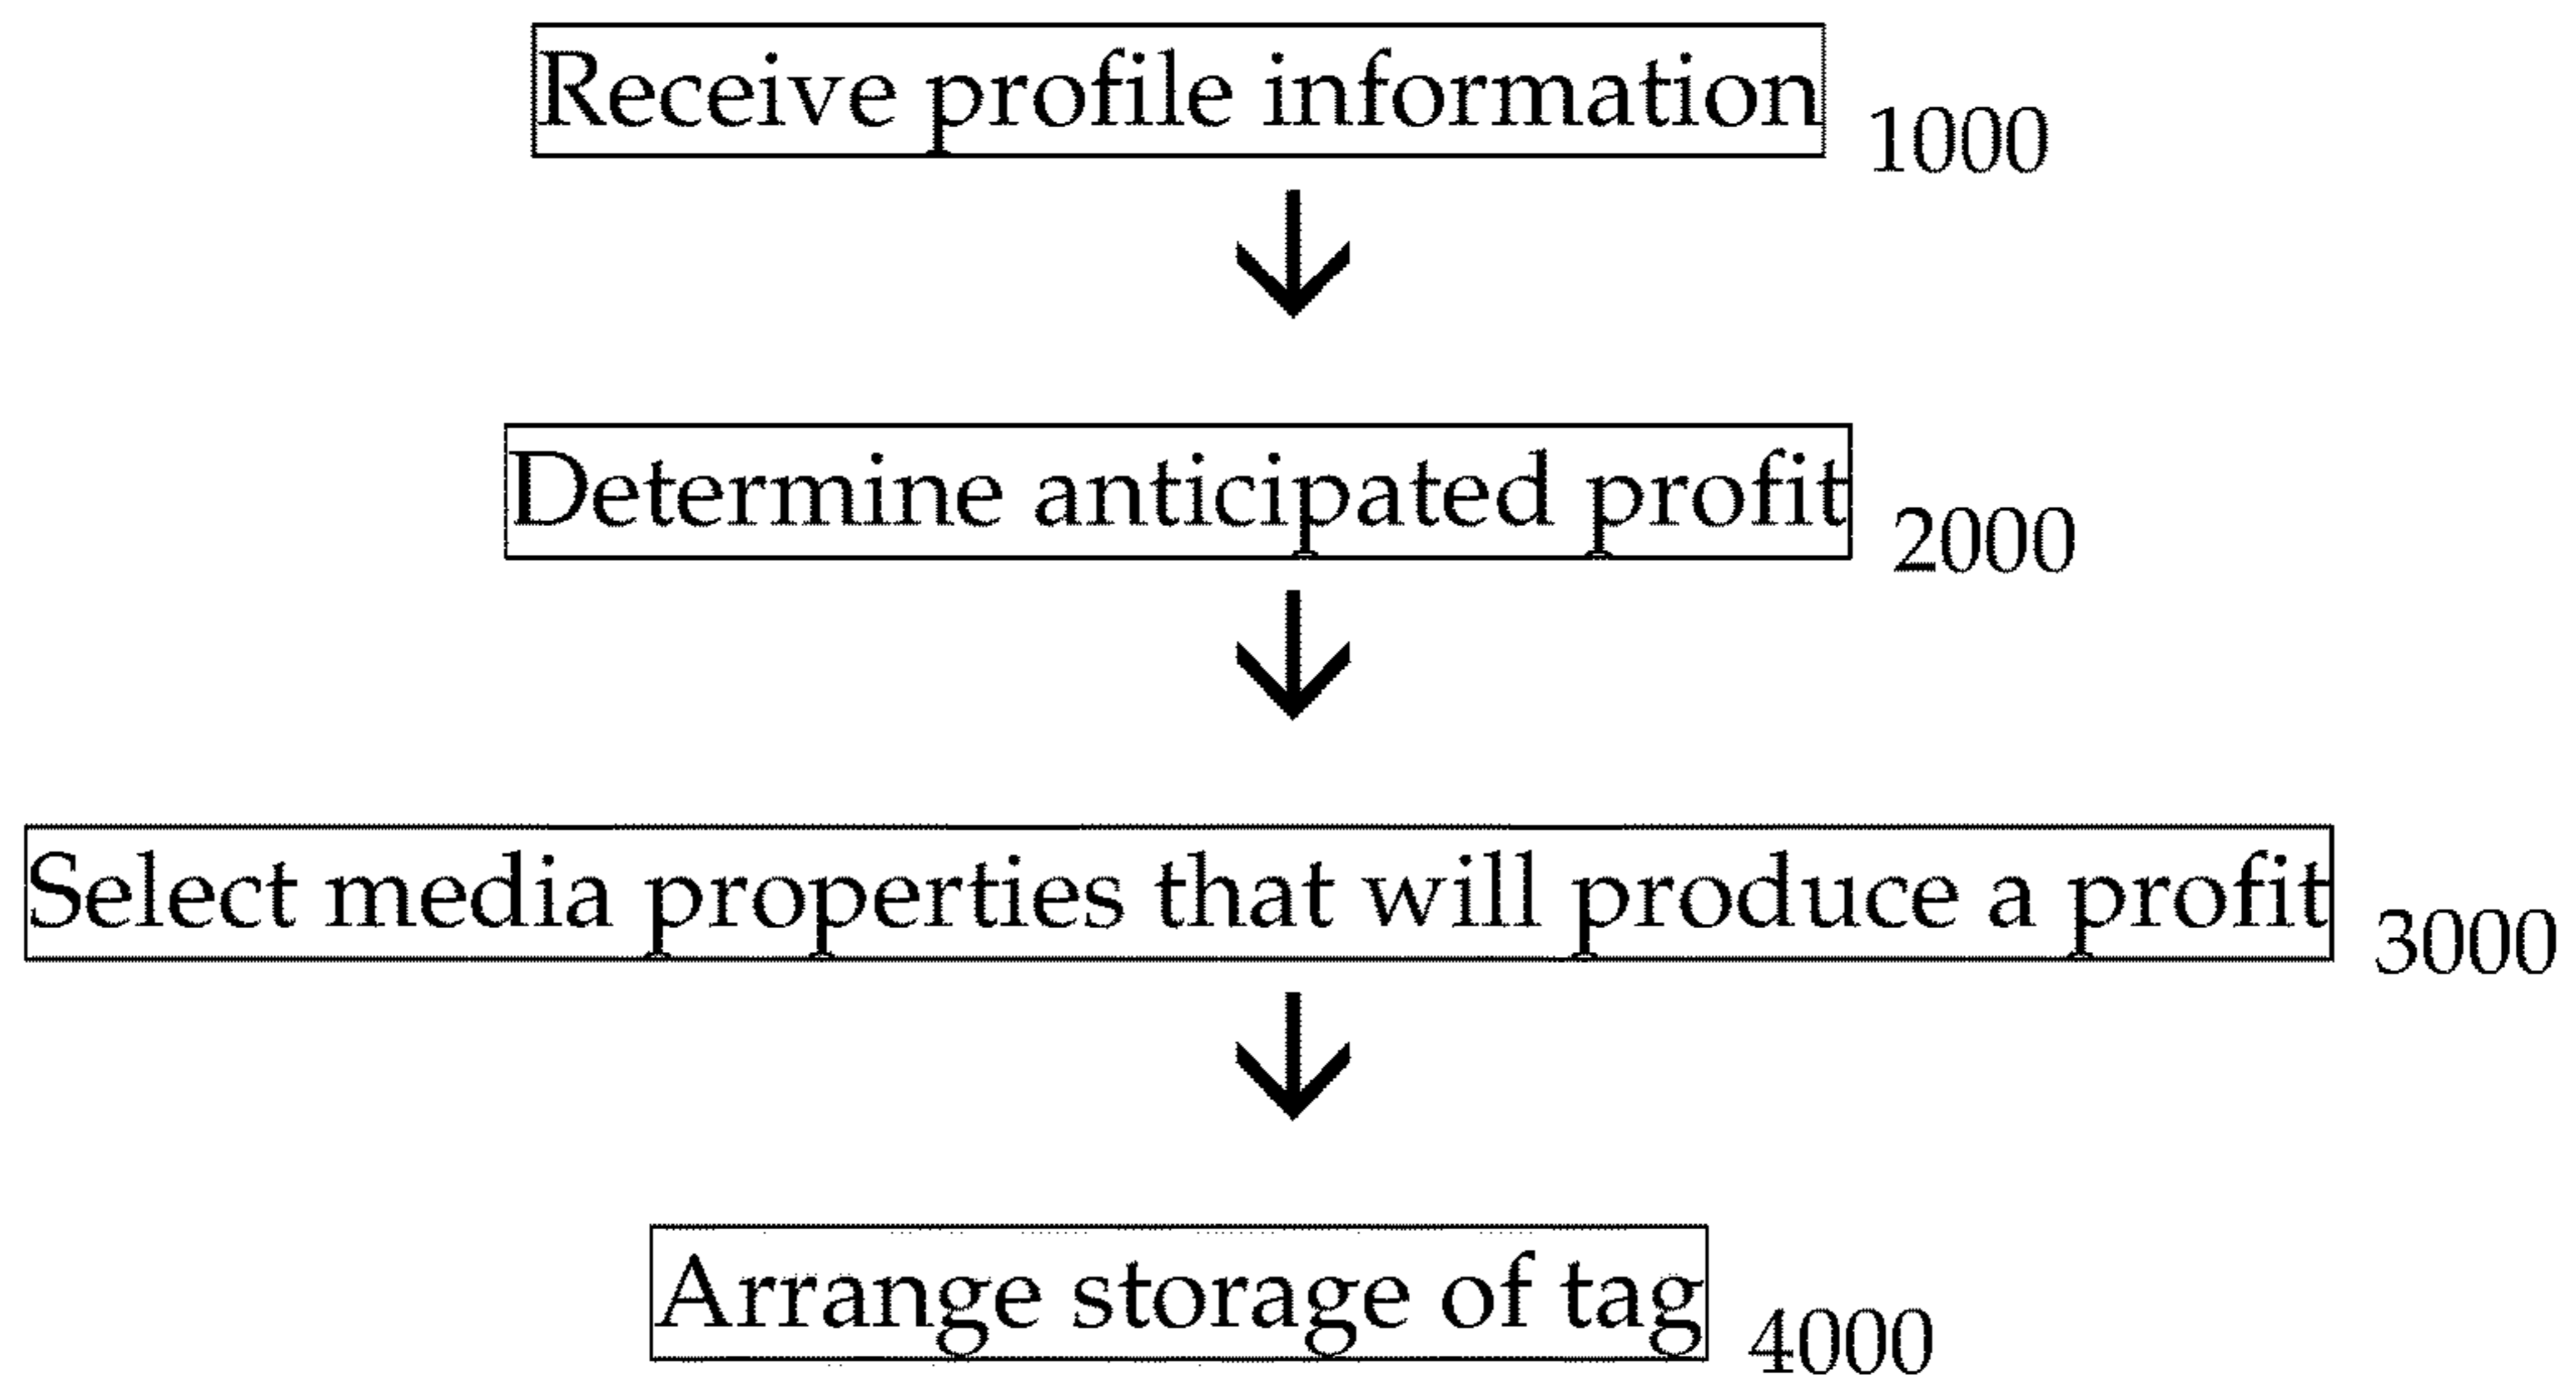 Receive profile information 1000
Determine anticipated profit 2000
Select media properties that will produce a profit 3000
Arrange storage of tag 4000